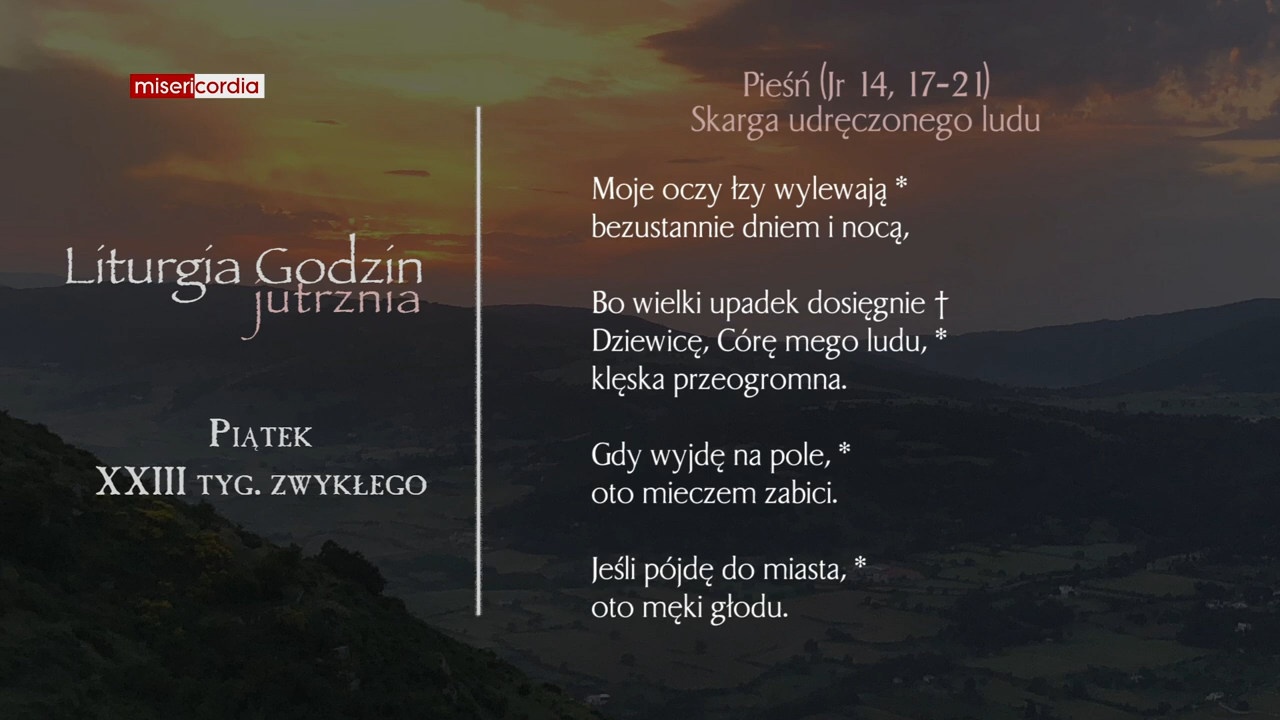 misericordia
Liturgia Godzin
jutrznia
Piątek
XXIII tyg. zwykłego
Pieśń (Jr 14, 17-21)
Skarga udręczonego ludu
Moje oczy łzy wylewają *
bezustannie dniem i nocą,
Bo wielki upadek dosięgnie †
Dziewicę, Córę mego ludu, *
klęska przeogromna.
Gdy wyjdę na pole, *
oto mieczem zabici.
Jeśli pójdę do miasta, *
oto męki głodu.